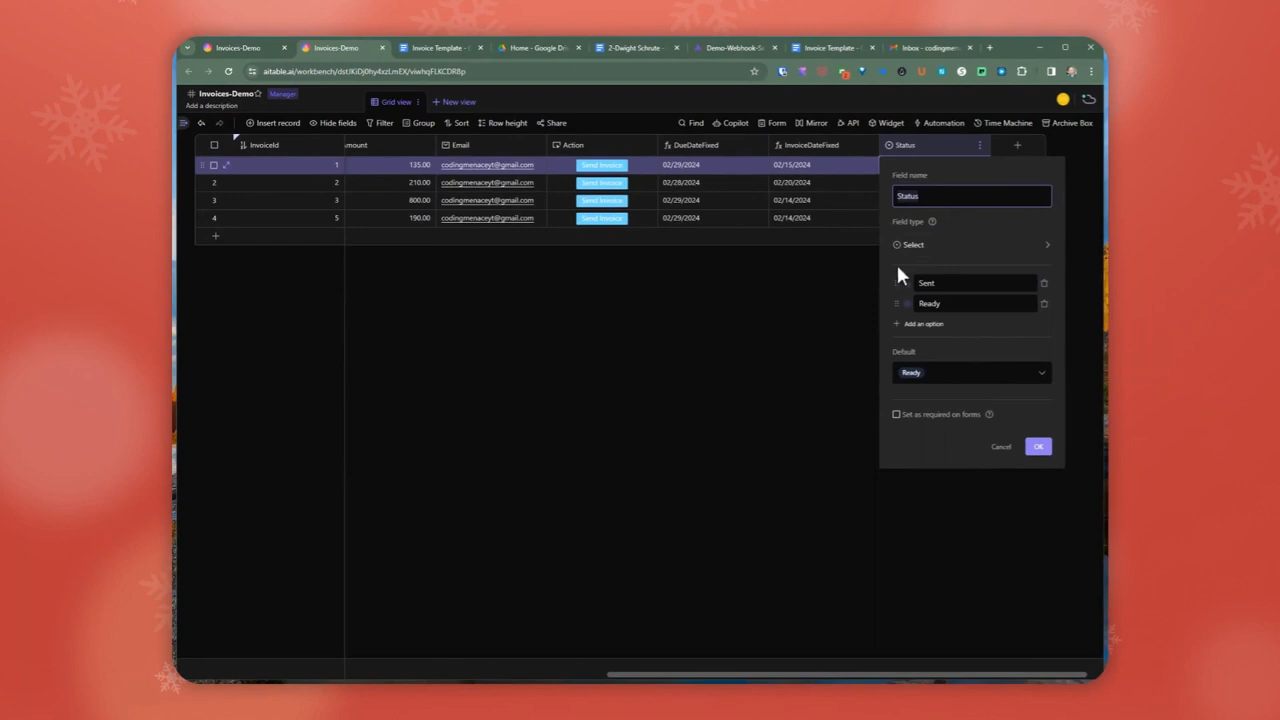 Invoices-Demo
Invoices-Demo
Invoice Template - G
Home - Google Driv
2-Dwight Schrute -
Demo-Webhook-Sc
Invoice Template -
Inbox - codingmen
aitable.ai/workbench/dstJKiDj0hy4xzLmEX/viwhqFLKCDR8p
Invoices-Demo
Manager
Add a description
Grid view
New view
Insert record
Hide fields
Filter
Group
Sort
Row height
Share
Find
Copilot
Form
Mirror
API
Widget
Automation
Time Machine
Archive Box
InvoiceId
mount
Email
Action
DueDateFixed
InvoiceDateFixed
Status
1 135.00 codingmenaceyt@gmail.com Send Invoice 02/29/2024 02/15/2024
2 2 210.00 codingmenaceyt@gmail.com Send Invoice 02/28/2024 02/20/2024
3 3 800.00 codingmenaceyt@gmail.com Send Invoice 02/29/2024 02/14/2024
4 5 190.00 codingmenaceyt@gmail.com Send Invoice 02/29/2024 02/14/2024
Field name
Status
Field type
Select
Sent
Ready
Add an option
Default
Ready
Set as required on forms
Cancel
OK